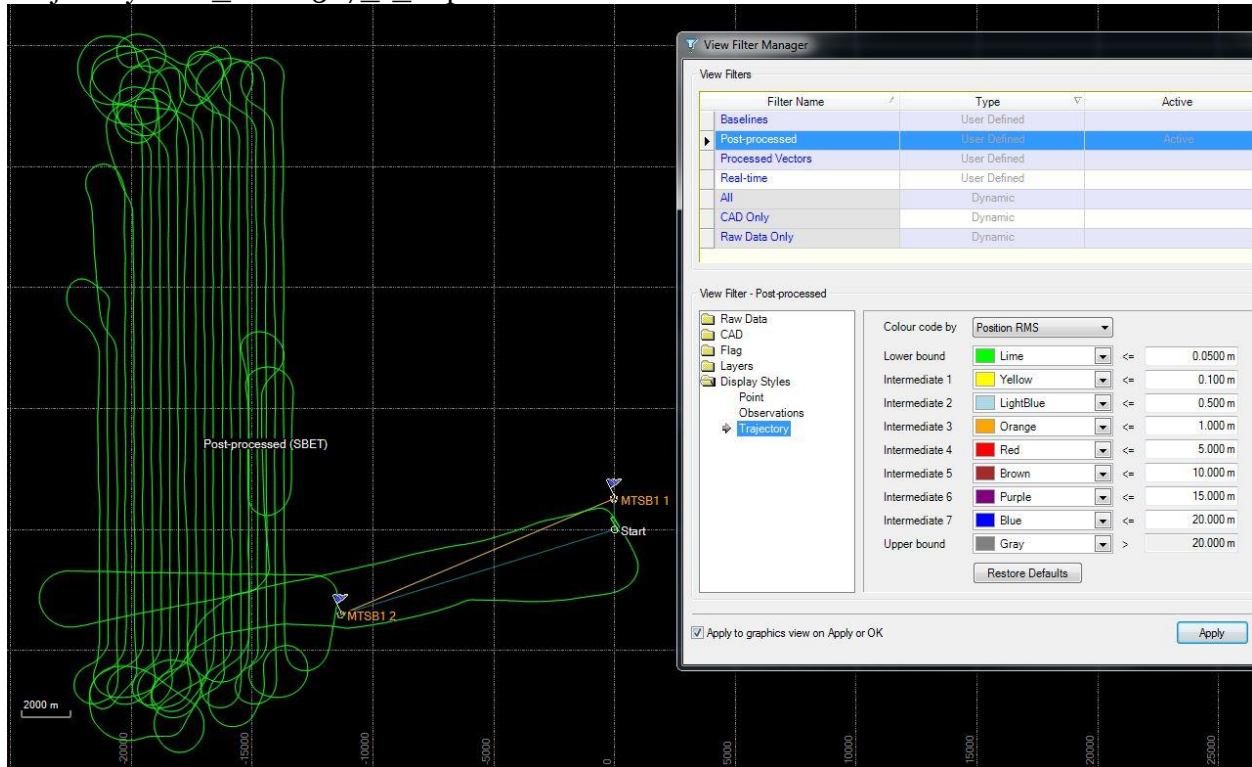 View Filter Manager
View Filters
Filter Name Type Active
Baselines User Defined
Post-processed User Defined Active
Processed Vectors User Defined
Real-time User Defined
All Dynamic
CAD Only Dynamic
Raw Data Only Dynamic
View Filter - Post-processed
Raw Data
CAD
Flag
Layers
Display Styles
Point
Observations
Trajectory
Colour code by Position RMS
Lower bound Lime <= 0.0500 m
Intermediate 1 Yellow <= 0.100 m
Intermediate 2 LightBlue <= 0.500 m
Intermediate 3 Orange <= 1.000 m
Intermediate 4 Red <= 5.000 m
Intermediate 5 Brown <= 10.000 m
Intermediate 6 Purple <= 0.000 m
Intermediate 7 Blue <= 20.000 m
Upper bound Gray > 20.000 m
Restore Defaults
Apply to graphics view on Apply or OK
Apply
Post-processed (SBET)
MTSB1 1
Start
MTSB1 2
2000 m
-20000
-15000
-10000
-5000
0
5000
10000
15000
20000
25000